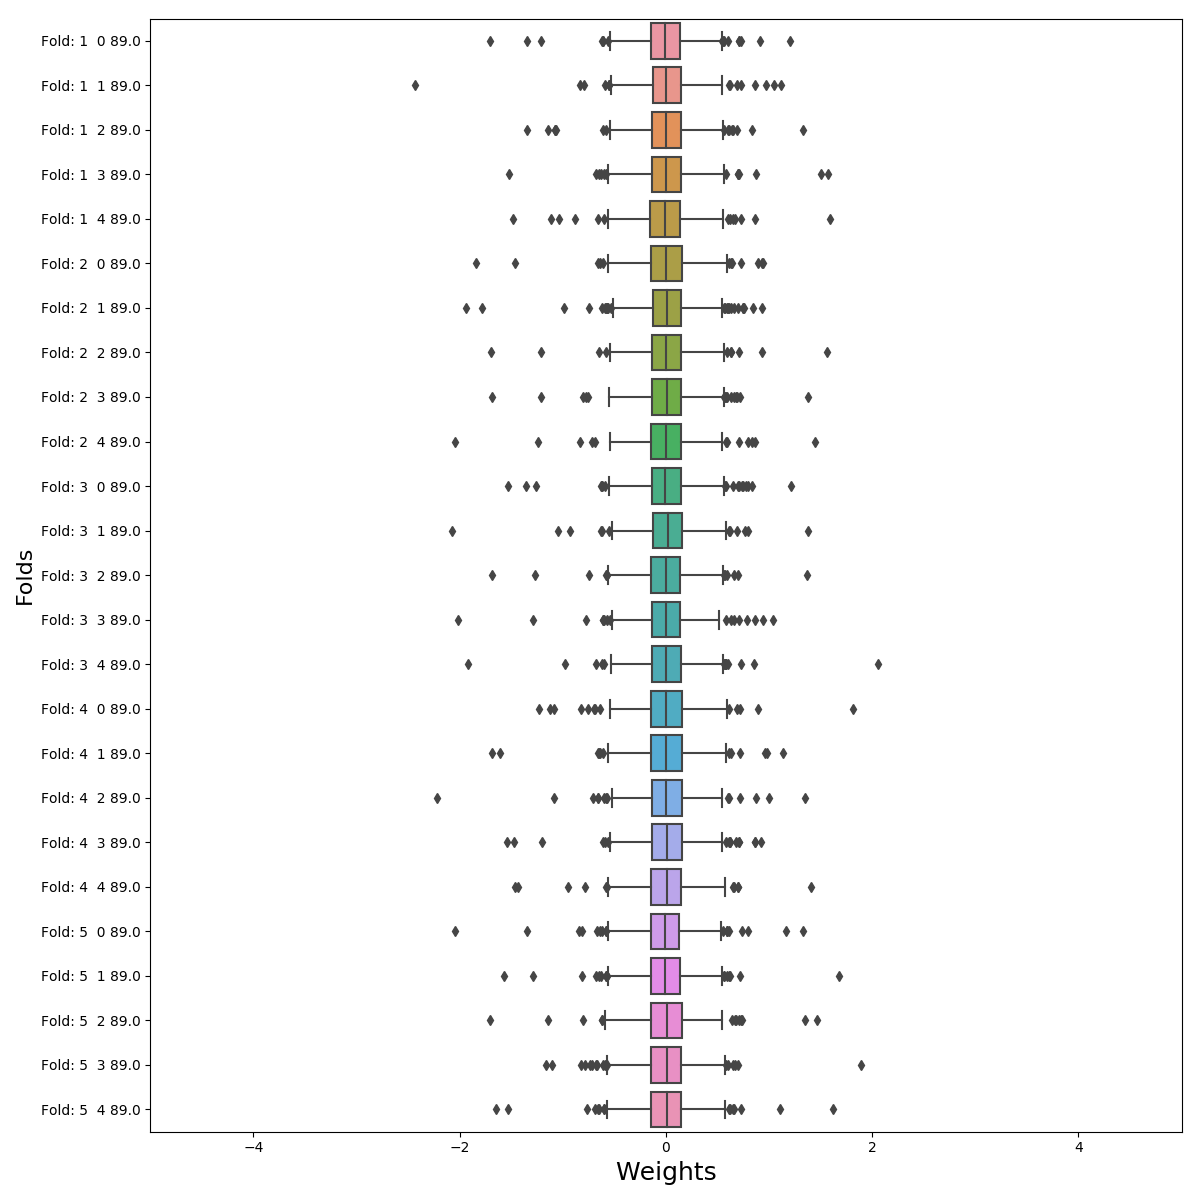 Fold: 1  0 89.0
Fold: 1  1 89.0
Fold: 1  2 89.0
Fold: 1  3 89.0
Fold: 1  4 89.0
Fold: 2  0 89.0
Fold: 2  1 89.0
Fold: 2  2 89.0
Fold: 2  3 89.0
Fold: 2  4 89.0
Fold: 3  0 89.0
Fold: 3  1 89.0
Fold: 3  2 89.0
Fold: 3  3 89.0
Fold: 3  4 89.0
Fold: 4  0 89.0
Fold: 4  1 89.0
Fold: 4  2 89.0
Fold: 4  3 89.0
Fold: 4  4 89.0
Fold: 5  0 89.0
Fold: 5  1 89.0
Fold: 5  2 89.0
Fold: 5  3 89.0
Fold: 5  4 89.0
Folds
−4 −2 0 2 4
Weights